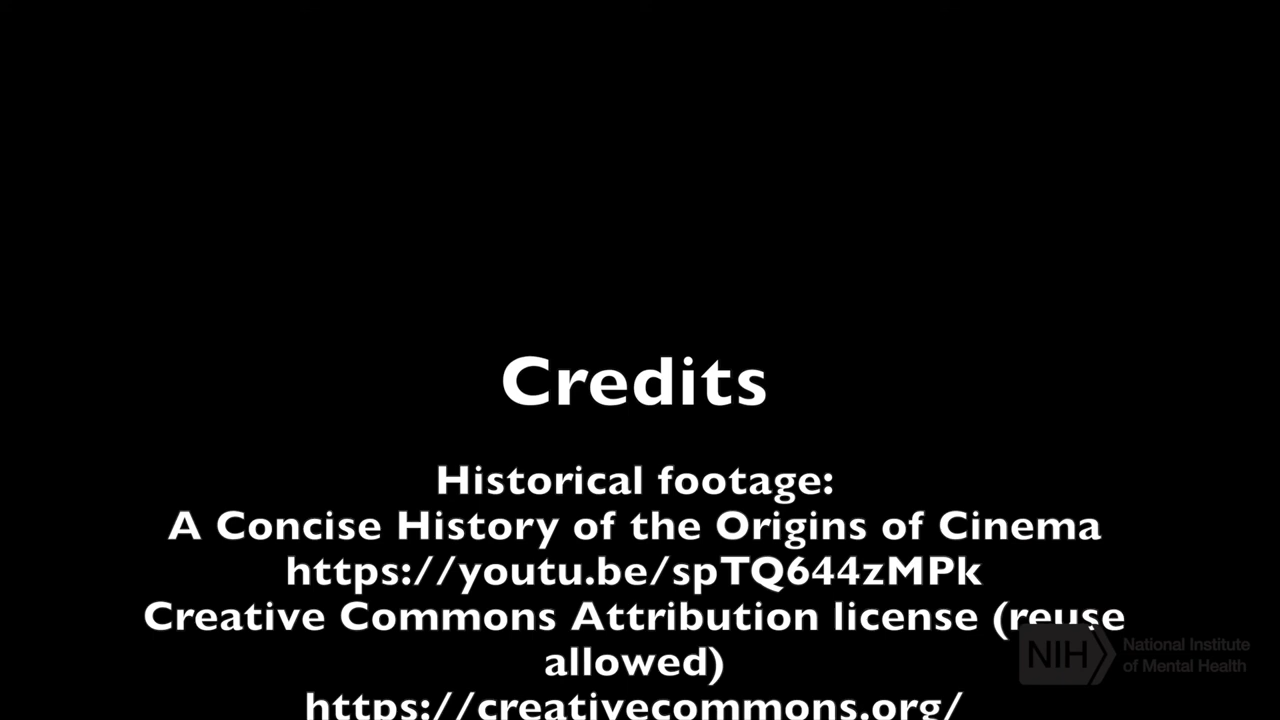 Credits
Historical footage:
A Concise History of the Origins of Cinema
https://youtu.be/spTQ644zMPk
Creative Commons Attribution license (reuse
allowed)
https://creativecommons.org/
NIH
National Institute
of Mental Health